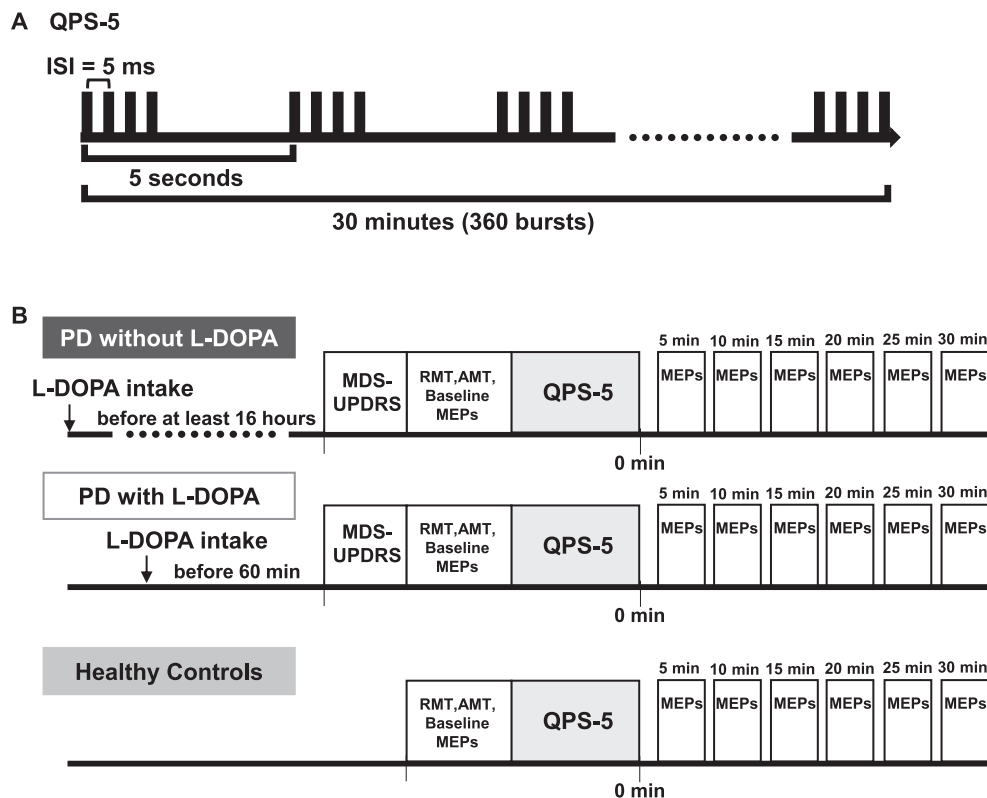 A QPS-5
ISI = 5 ms
5 seconds
30 minutes (360 bursts)
B
PD without L-DOPA
L-DOPA intake
before at least 16 hours
MDS-
UPDRS
RMT,AMT,
Baseline
MEPs
QPS-5
0 min
5 min 10 min 15 min 20 min 25 min 30 min
MEPs MEPs MEPs MEPs MEPs MEPs
PD with L-DOPA
L-DOPA intake
before 60 min
MDS-
UPDRS
RMT,AMT,
Baseline
MEPs
QPS-5
0 min
5 min 10 min 15 min 20 min 25 min 30 min
MEPs MEPs MEPs MEPs MEPs MEPs
Healthy Controls
RMT,AMT,
Baseline
MEPs
QPS-5
0 min
5 min 10 min 15 min 20 min 25 min 30 min
MEPs MEPs MEPs MEPs MEPs MEPs